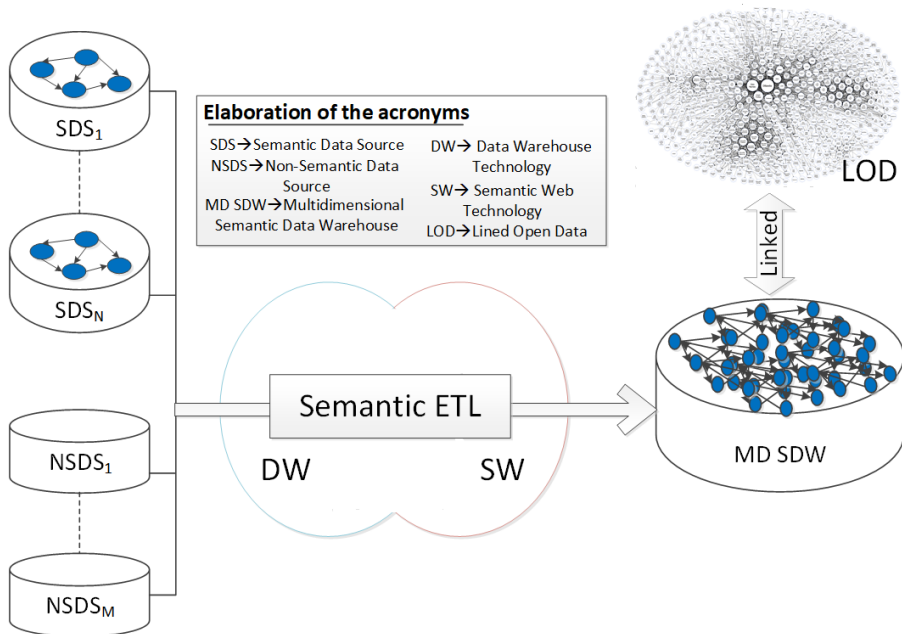 SDS₁
SDS_N
NSDS₁
NSDS_M
Elaboration of the acronyms
SDS→Semantic Data Source
NSDS→Non-Semantic Data
Source
MD SDW→Multidimensional
Semantic Data Warehouse
DW→ Data Warehouse
Technology
SW→ Semantic Web
Technology
LOD→Lined Open Data
Semantic ETL
DW
SW
LOD
Linked
MD SDW